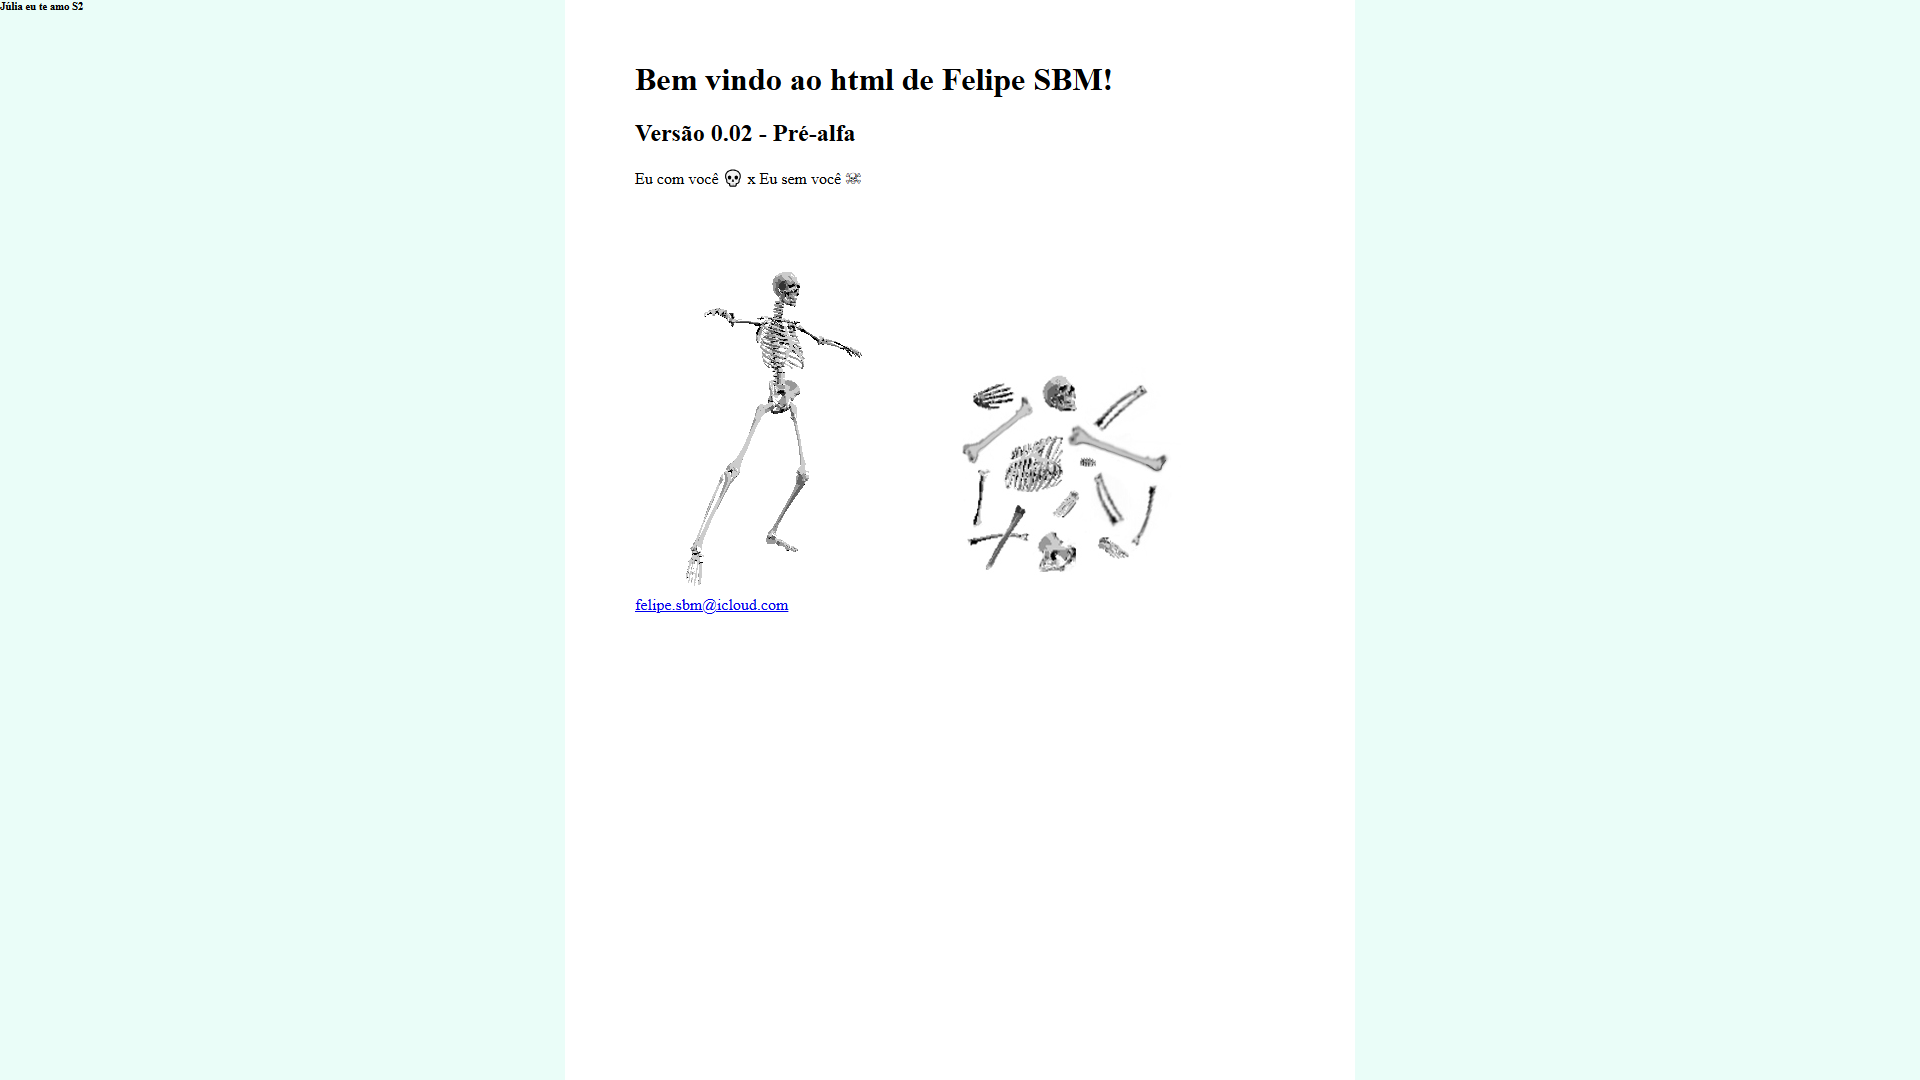 Júlia eu te amo S2
Bem vindo ao html de Felipe SBM!
Versão 0.02 - Pré-alfa
Eu com você 💀 x Eu sem você ☠
felipe.sbm@icloud.com